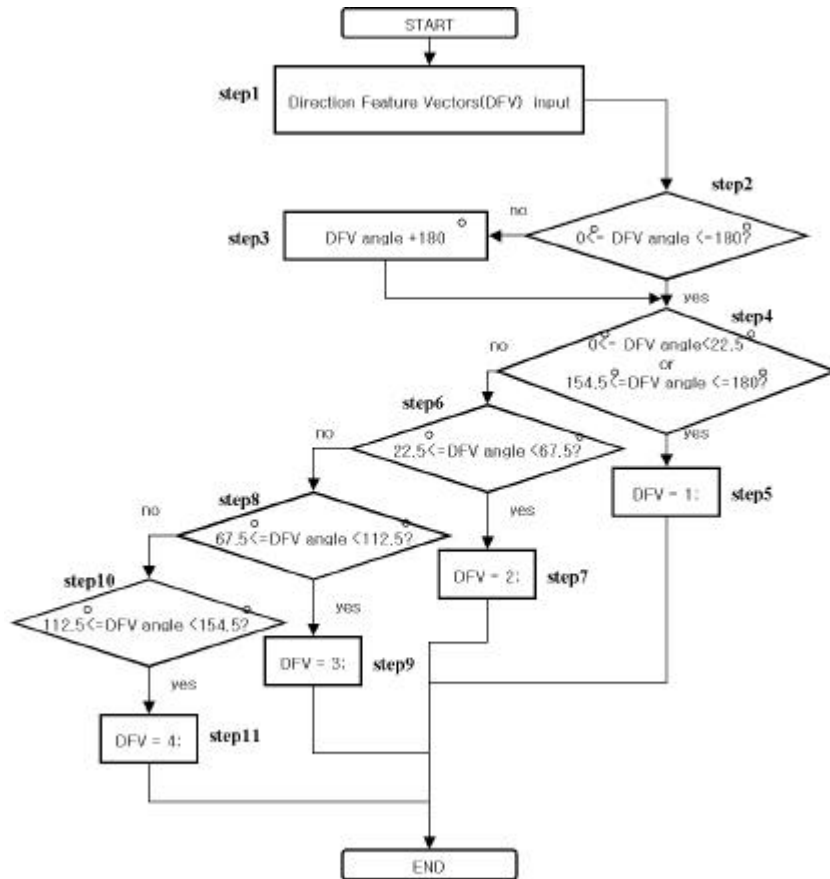 START
step1
Direction Feature Vectors(DFV) input
step2
no
0<= DFV angle <=180?
step3
DFV angle +180
yes
step4
no
0<= DFV angle<22.5
or
154.5<=DFV angle <=180?
step6
no
22.5<=DFV angle <67.5?
yes
DFV = 1;
step5
step8
no
67.5<=DFV angle <112.5?
yes
DFV = 2;
step7
step10
112.5<=DFV angle <154.5?
yes
DFV = 3;
step9
yes
DFV = 4;
step11
END